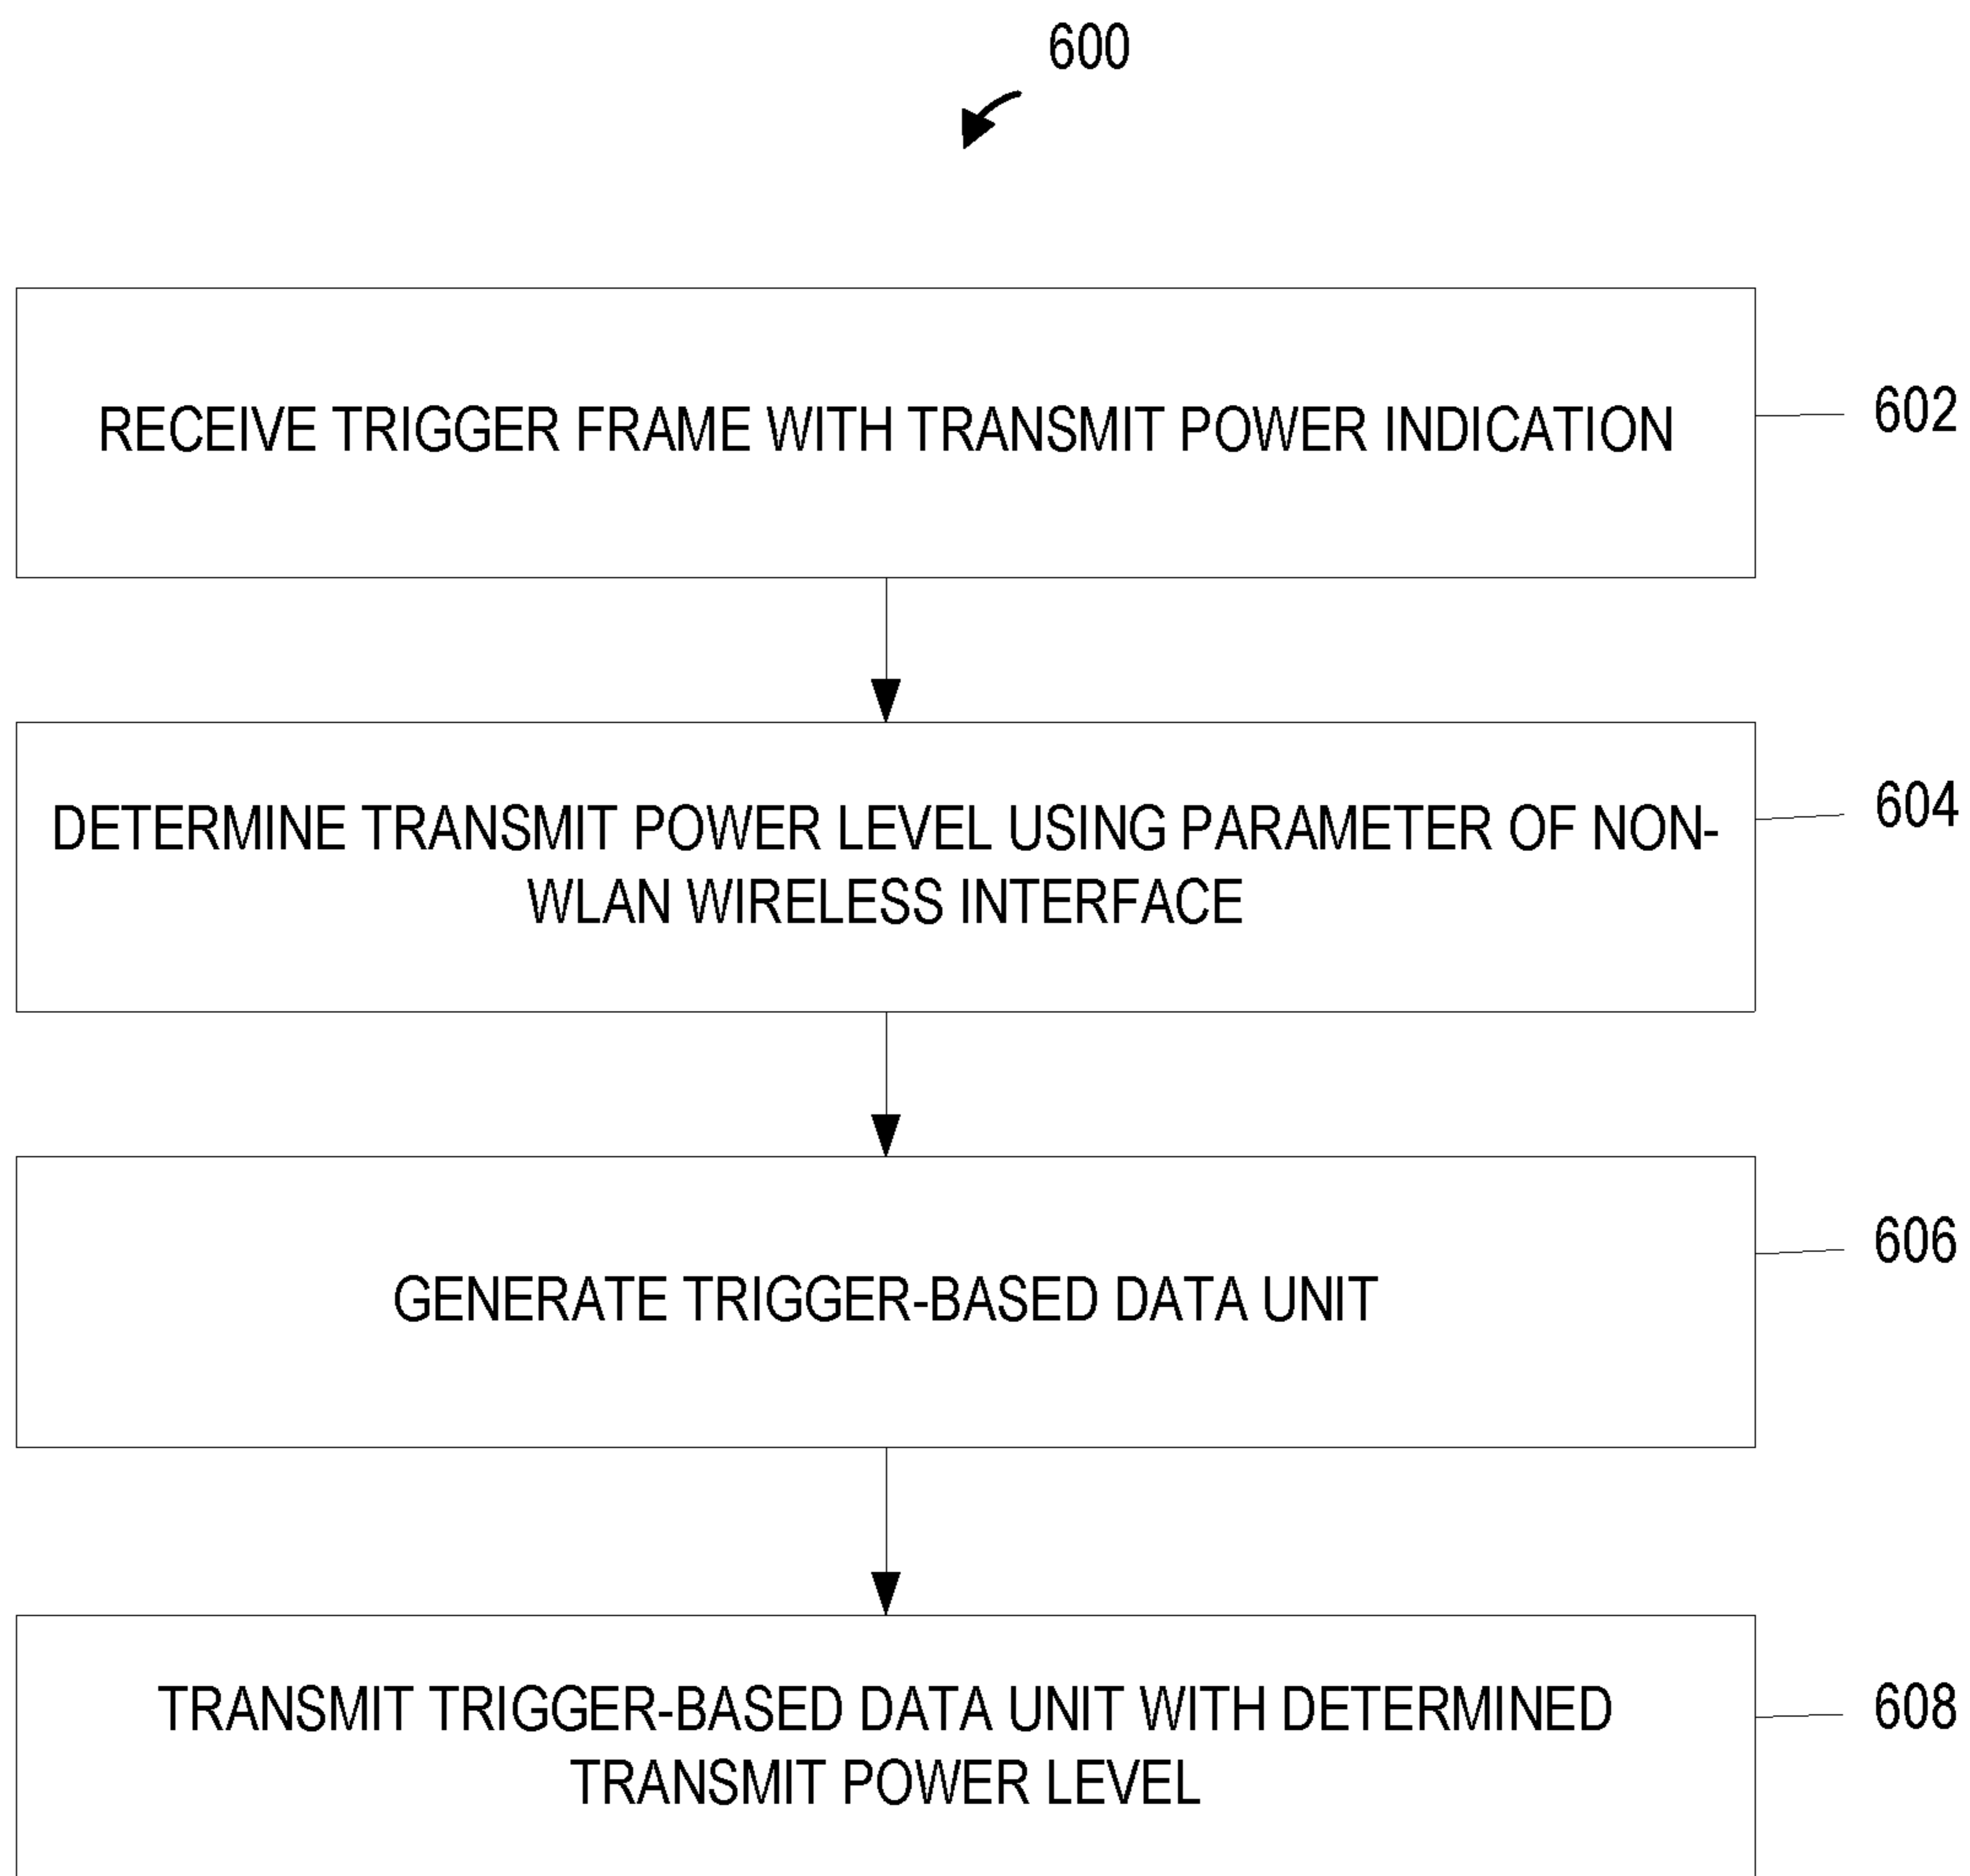 600
RECEIVE TRIGGER FRAME WITH TRANSMIT POWER INDICATION
602
DETERMINE TRANSMIT POWER LEVEL USING PARAMETER OF NON-
WLAN WIRELESS INTERFACE
604
GENERATE TRIGGER-BASED DATA UNIT
606
TRANSMIT TRIGGER-BASED DATA UNIT WITH DETERMINED
TRANSMIT POWER LEVEL
608